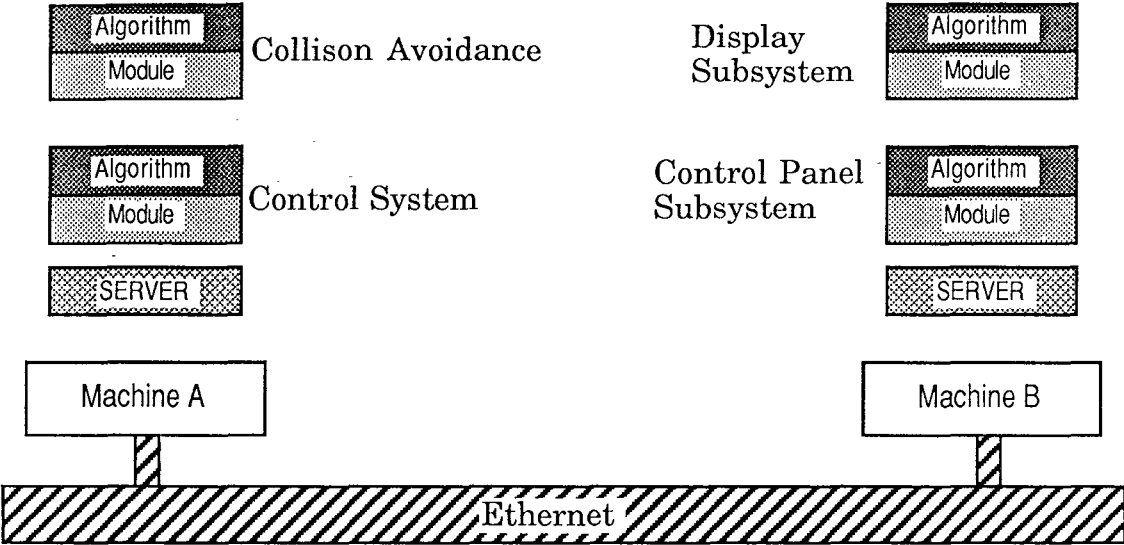 Algorithm
Module
Collison Avoidance
Display
Subsystem
Algorithm
Module
Algorithm
Module
Control System
Control Panel
Subsystem
Algorithm
Module
SERVER
SERVER
Machine A
Machine B
Ethernet